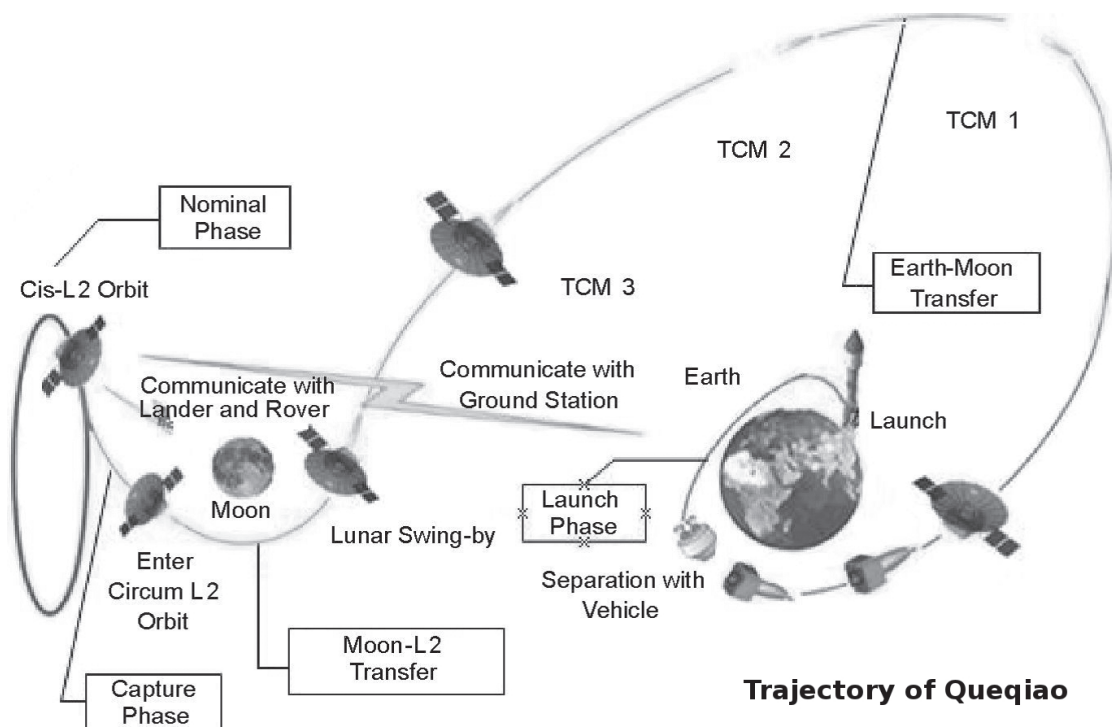 TCM 1
TCM 2
Nominal
Phase
Earth-Moon
Transfer
TCM 3
Cis-L2 Orbit
Communicate with
Ground Station
Earth
Communicate with
Lander and Rover
Launch
Launch
Phase
Moon
Lunar Swing-by
Enter
Circum L2
Orbit
Separation with
Vehicle
Moon-L2
Transfer
Capture
Phase
Trajectory of Queqiao